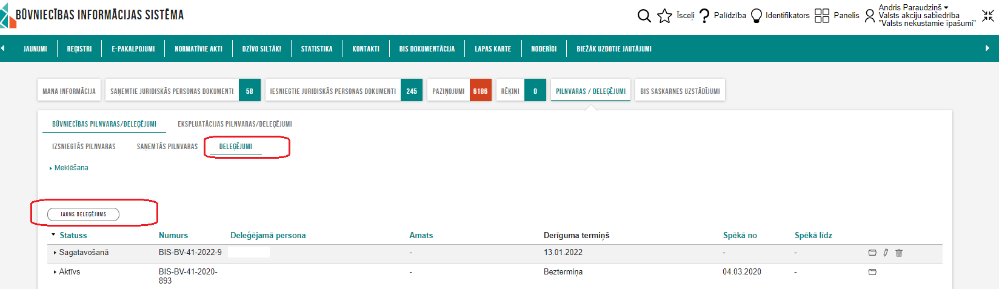 BŪVNIECĪBAS INFORMĀCIJAS SISTĒMA
Īsceļi
Palīdzība
Identifikators
Panelis
Andris Paraudziņš
Valsts akciju sabiedrība
"Valsts nekustamie īpašumi"
JAUNUMI REĢISTRI E-PAKALPOJUMI NORMATĪVIE AKTI DZĪVO SILTĀK! STATISTIKA KONTAKTI BIS DOKUMENTĀCIJA LAPAS KARTE NODERĪGI BIEŽĀK UZDOTIE JAUTĀJUMI
MANA INFORMĀCIJA SAŅEMTIE JURIDISKĀS PERSONAS DOKUMENTI 58 IESNIEGTIE JURIDISKĀS PERSONAS DOKUMENTI 245 PAZIŅOJUMI 6186 RĒĶINI 0 PILNVARAS / DELEĢĒJUMI BIS SASKARNES UZSTĀDĪJUMI
BŪVNIECĪBAS PILNVARAS/DELEĢĒJUMI EKSPLUATĀCIJAS PILNVARAS/DELEĢĒJUMI
IZSNIEGTĀS PILNVARAS SAŅEMTĀS PILNVARAS DELEĢĒJUMI
Meklēšana
JAUNS DELEĢĒJUMS
Statuss Numurs Deleģējamā persona Amats Derīguma termiņš Spēkā no Spēkā līdz
Sagatavošanā BIS-BV-41-2022-9 - 13.01.2022 - -
Aktīvs BIS-BV-41-2020- - Beztermiņa 04.03.2020 -
893